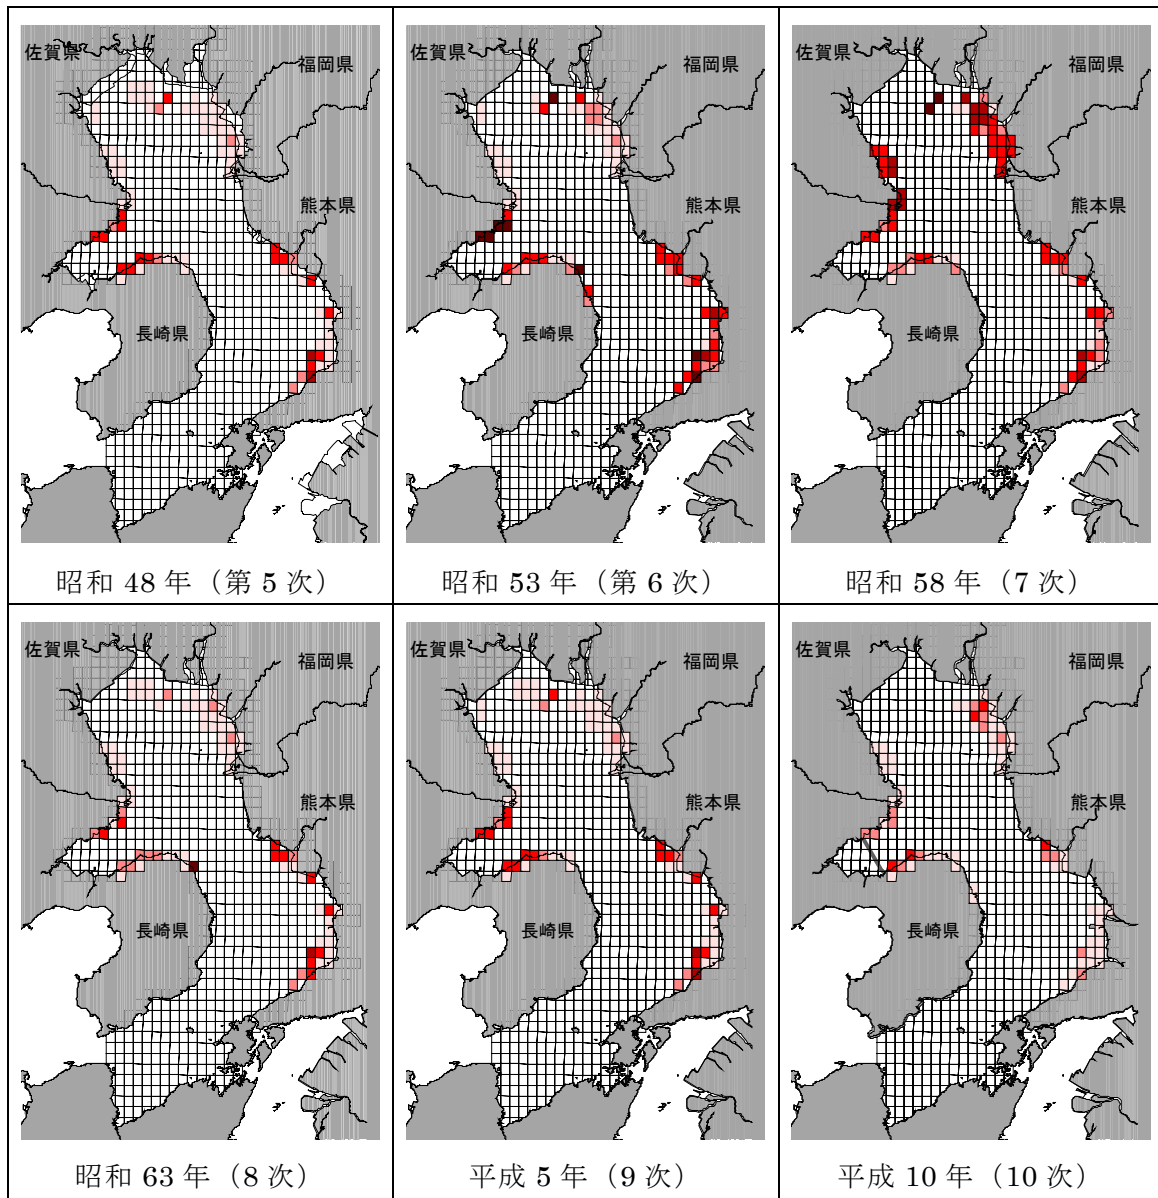 佐賀県
福岡県
熊本県
長崎県
昭和 48 年（第 5 次）
佐賀県
福岡県
熊本県
長崎県
昭和 53 年（第 6 次）
佐賀県
福岡県
熊本県
長崎県
昭和 58 年（7 次）
佐賀県
福岡県
熊本県
長崎県
昭和 63 年（8 次）
佐賀県
福岡県
熊本県
長崎県
平成 5 年（9 次）
佐賀県
福岡県
熊本県
長崎県
平成 10 年（10 次）